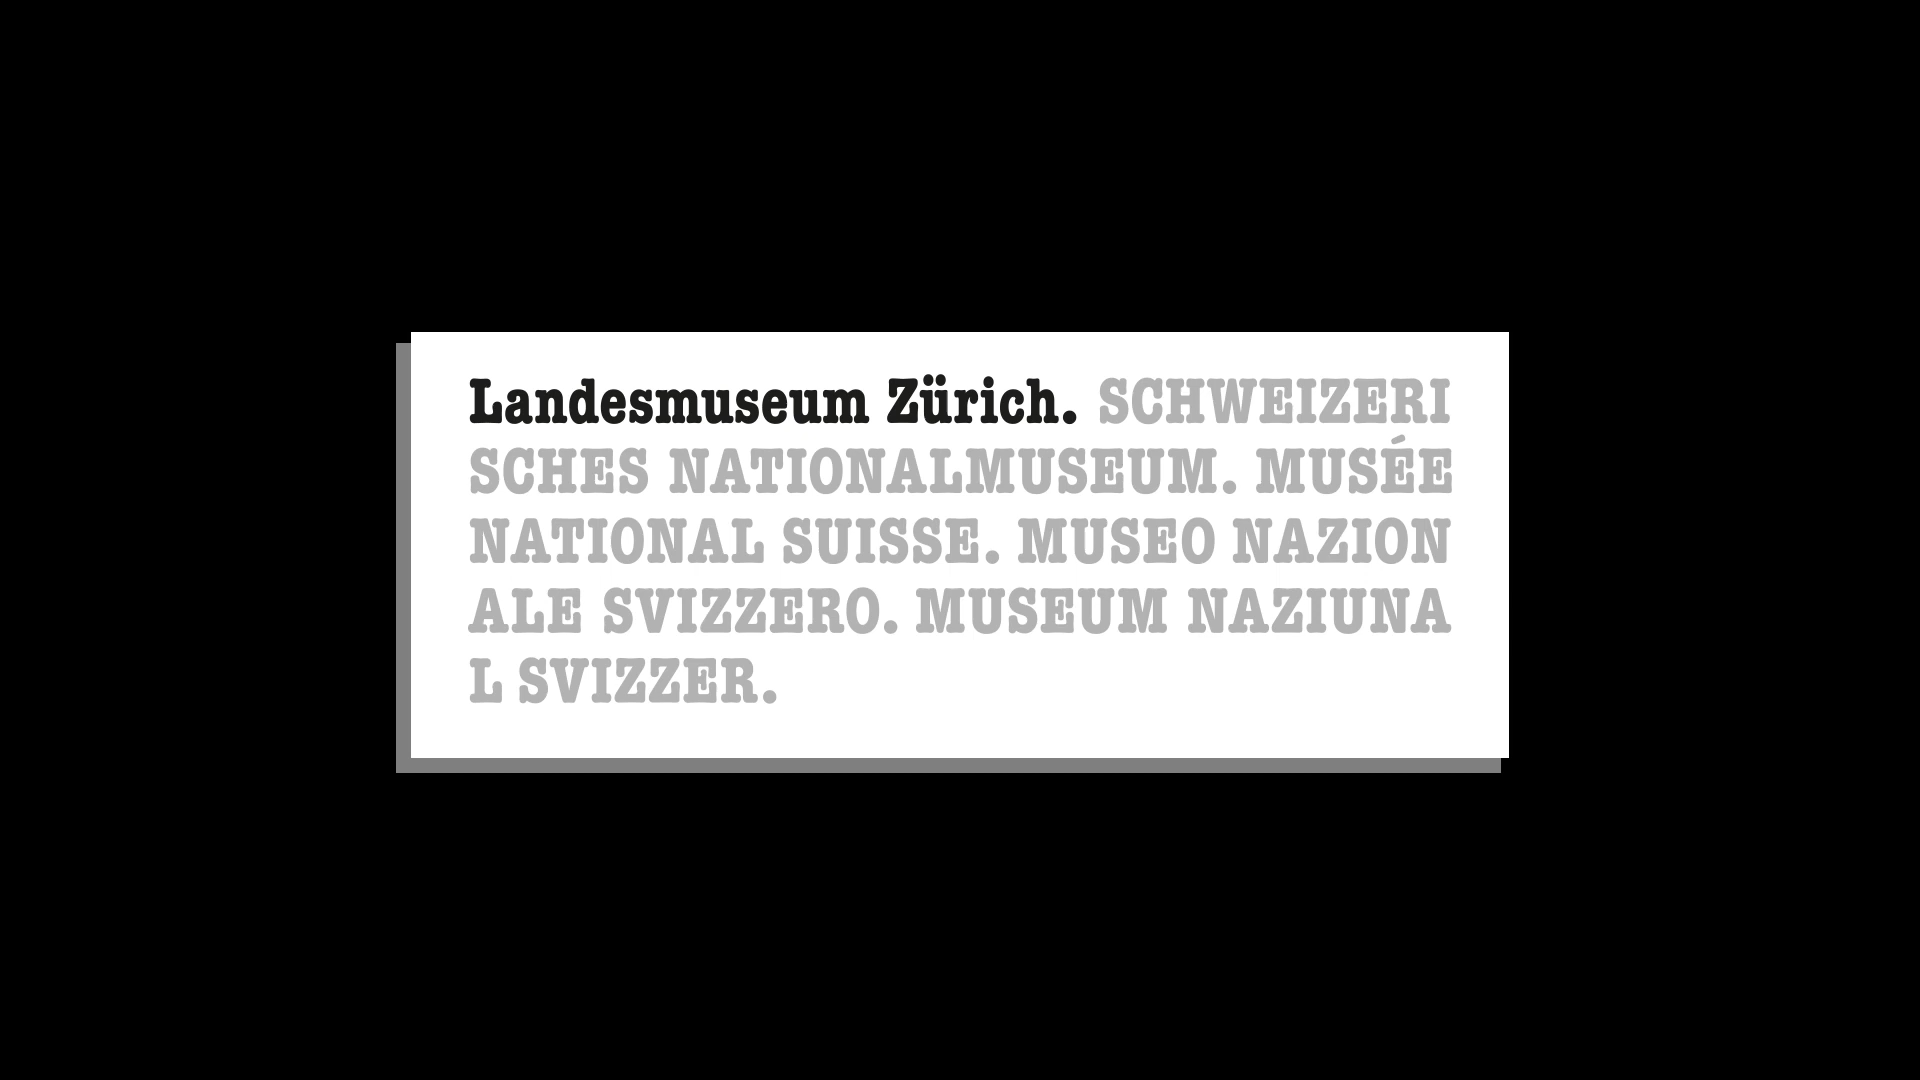 Landesmuseum Zürich. SCHWEIZERI
SCHES NATIONALMUSEUM. MUSÉE
NATIONAL SUISSE. MUSEO NAZION
ALE SVIZZERO. MUSEUM NAZIUNA
L SVIZZER.